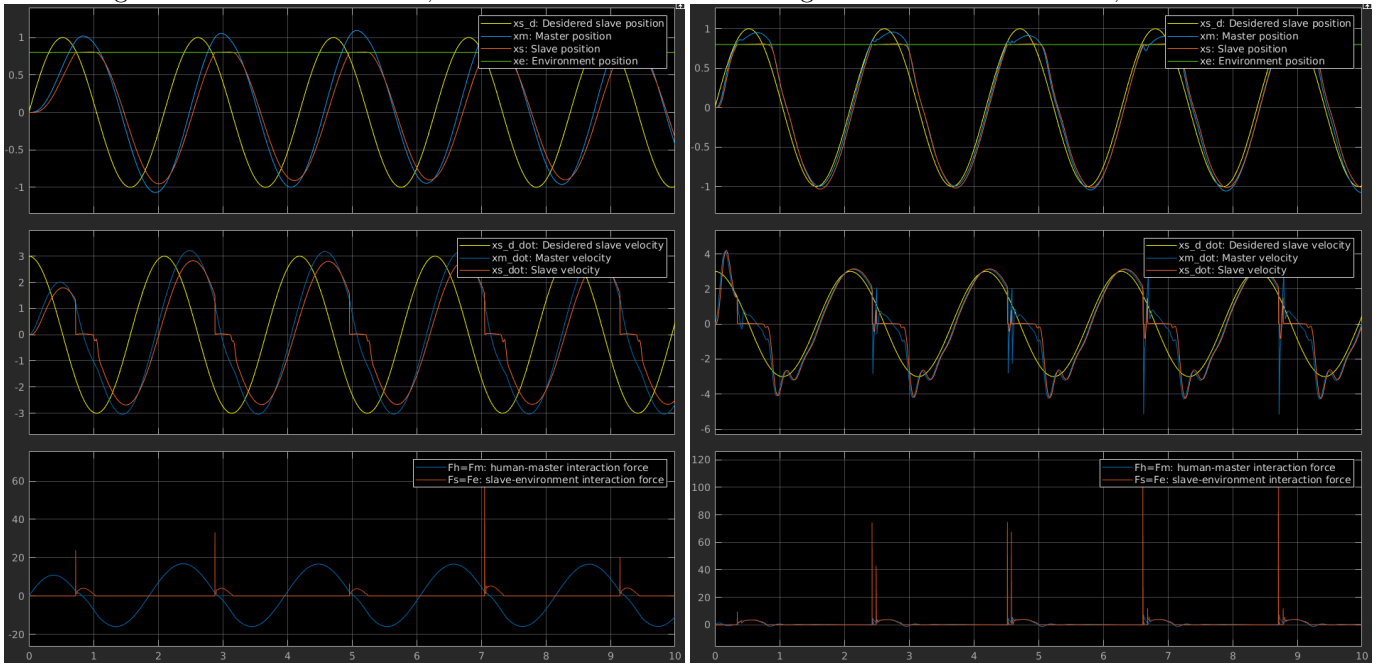 xs_d: Desidered slave position
xm: Master position
xs: Slave position
xe: Environment position
1
0.5
0
-0.5
-1
xs_d_dot: Desidered slave velocity
xm_dot: Master velocity
xs_dot: Slave velocity
3
2
1
0
-1
-2
-3
Fh=Fm: human-master interaction force
Fs=Fe: slave-environment interaction force
60
40
20
0
-20
0 1 2 3 4 5 6 7 8 9 10
xs_d: Desidered slave position
xm: Master position
xs: Slave position
xe: Environment position
1
0.5
0
-0.5
-1
xs_d_dot: Desidered slave velocity
xm_dot: Master velocity
xs_dot: Slave velocity
4
2
0
-2
-4
-6
Fh=Fm: human-master interaction force
Fs=Fe: slave-environment interaction force
120
100
80
60
40
20
0
0 1 2 3 4 5 6 7 8 9 10